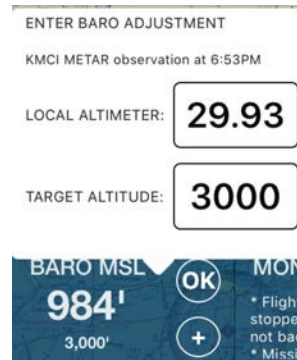 ENTER BARO ADJUSTMENT
KMCI METAR observation at 6:53PM
LOCAL ALTIMETER: 29.93
TARGET ALTITUDE: 3000
BARO MSL
984'
3,000'
OK
+
MON
* Fligh
stoppe
not ba
* Miss